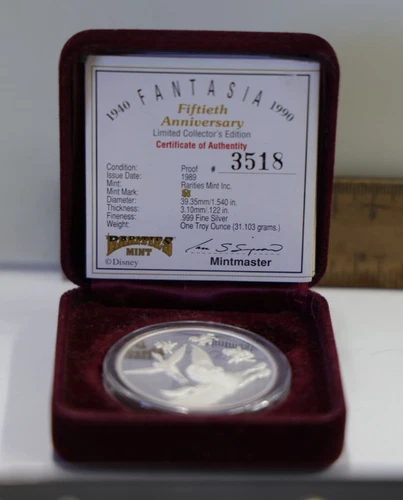 1940 FANTASIA 1990
Fiftieth
Anniversary
Limited Collector's Edition
Certificate of Authenticity
Condition: Proof # 3518
Issue Date: 1989
Mint: Rarities Mint Inc.
Mint Mark:
Diameter: 39.35mm/1.540 in.
Thickness: 3.10mm/.122 in.
Fineness: .999 Fine Silver
Weight: One Troy Ounce (31.103 grams.)
RARITIES
MINT
© Disney
Mintmaster